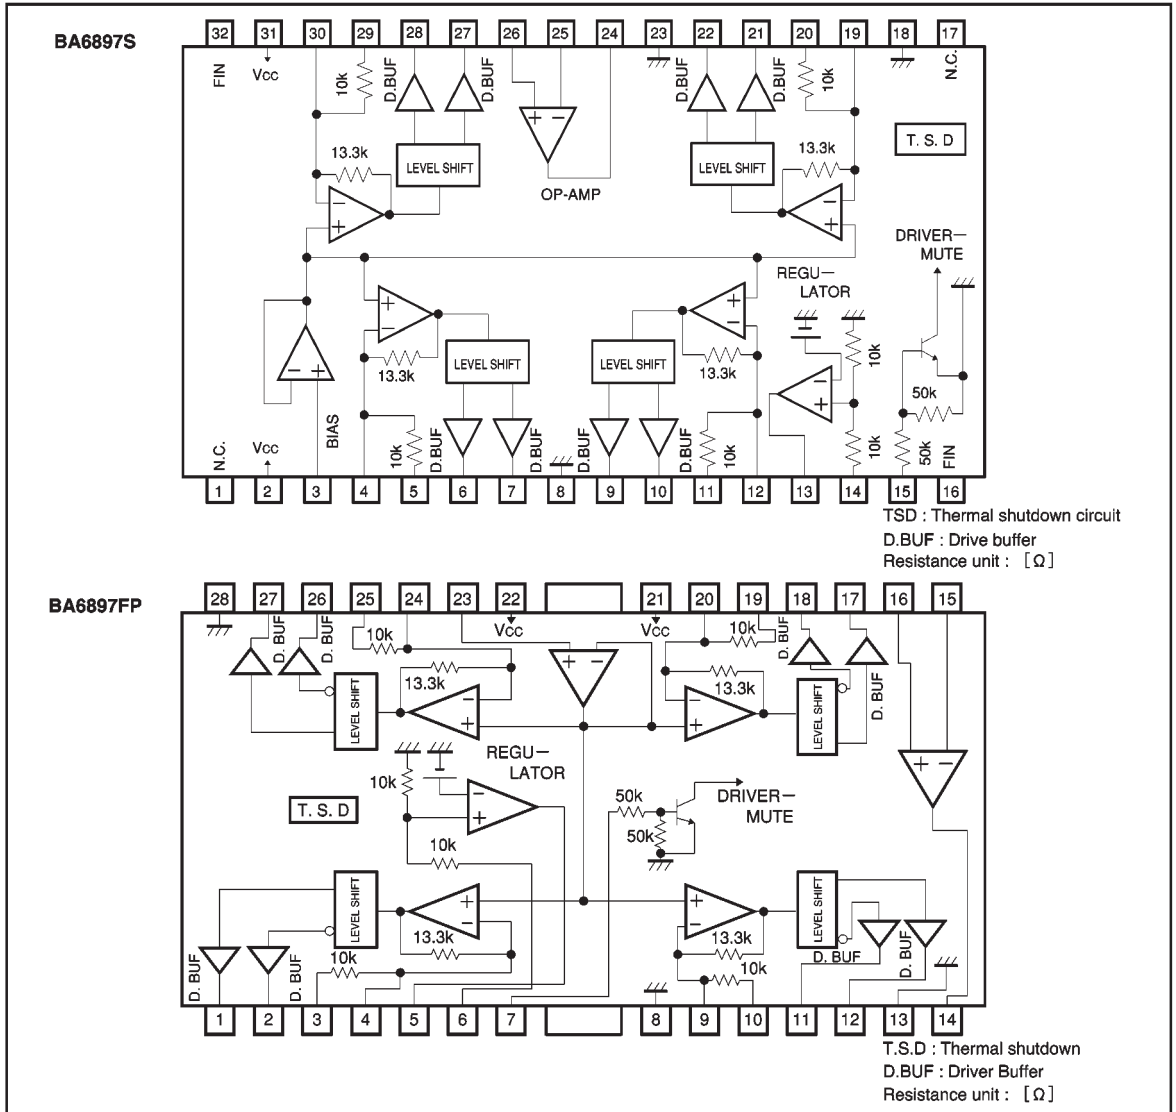 BA6897S
32 31 30 29 28 27 26 25 24 23 22 21 20 19 18 17
FIN
VCC
10k
D.BUF
D.BUF
D.BUF
D.BUF
10k
N.C.
T. S. D
13.3k
LEVEL SHIFT
OP-AMP
LEVEL SHIFT
13.3k
− +
+ −
− +
DRIVER−
MUTE
REGU−
LATOR
+ −
− +
+ −
− +
13.3k
LEVEL SHIFT
LEVEL SHIFT
13.3k
10k
50k
N.C.
VCC
BIAS
10k
D.BUF
D.BUF
D.BUF
D.BUF
10k
10k
50k
FIN
1 2 3 4 5 6 7 8 9 10 11 12 13 14 15 16
TSD : Thermal shutdown circuit
D.BUF : Drive buffer
Resistance unit : [Ω]
BA6897FP
28 27 26 25 24 23 22 21 20 19 18 17 16 15
D. BUF
D. BUF
10k
VCC
VCC
10k
D. BUF
D. BUF
LEVEL SHIFT
13.3k
− +
+ −
− +
13.3k
LEVEL SHIFT
+ −
REGU−
LATOR
10k
− +
T. S. D
10k
50k
50k
DRIVER−
MUTE
LEVEL SHIFT
+ −
13.3k
10k
+ −
13.3k
10k
LEVEL SHIFT
D. BUF
D. BUF
D. BUF
D. BUF
1 2 3 4 5 6 7 8 9 10 11 12 13 14
T.S.D : Thermal shutdown
D.BUF : Driver Buffer
Resistance unit : [Ω]